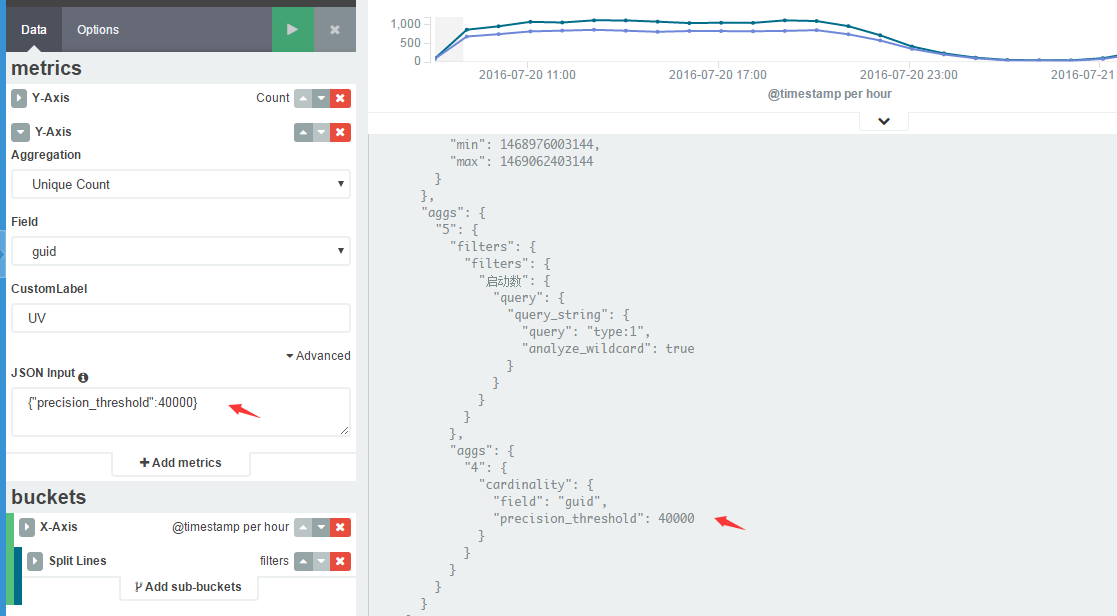 Data
Options
metrics
Y-Axis
Count
Y-Axis
Aggregation
Unique Count
Field
guid
CustomLabel
UV
Advanced
JSON Input
{"precision_threshold":40000}
Add metrics
buckets
X-Axis
@timestamp per hour
Split Lines
filters
Add sub-buckets
1,000
500
0
2016-07-20 11:00
2016-07-20 17:00
2016-07-20 23:00
2016-07-21
@timestamp per hour
"min": 1468976003144,
"max": 1469062403144
}
},
"aggs": {
"5": {
"filters": {
"filters": {
"启动数": {
"query": {
"query_string": {
"query": "type:1",
"analyze_wildcard": true
}
}
}
}
},
"aggs": {
"4": {
"cardinality": {
"field": "guid",
"precision_threshold": 40000
}
}
}
}
}